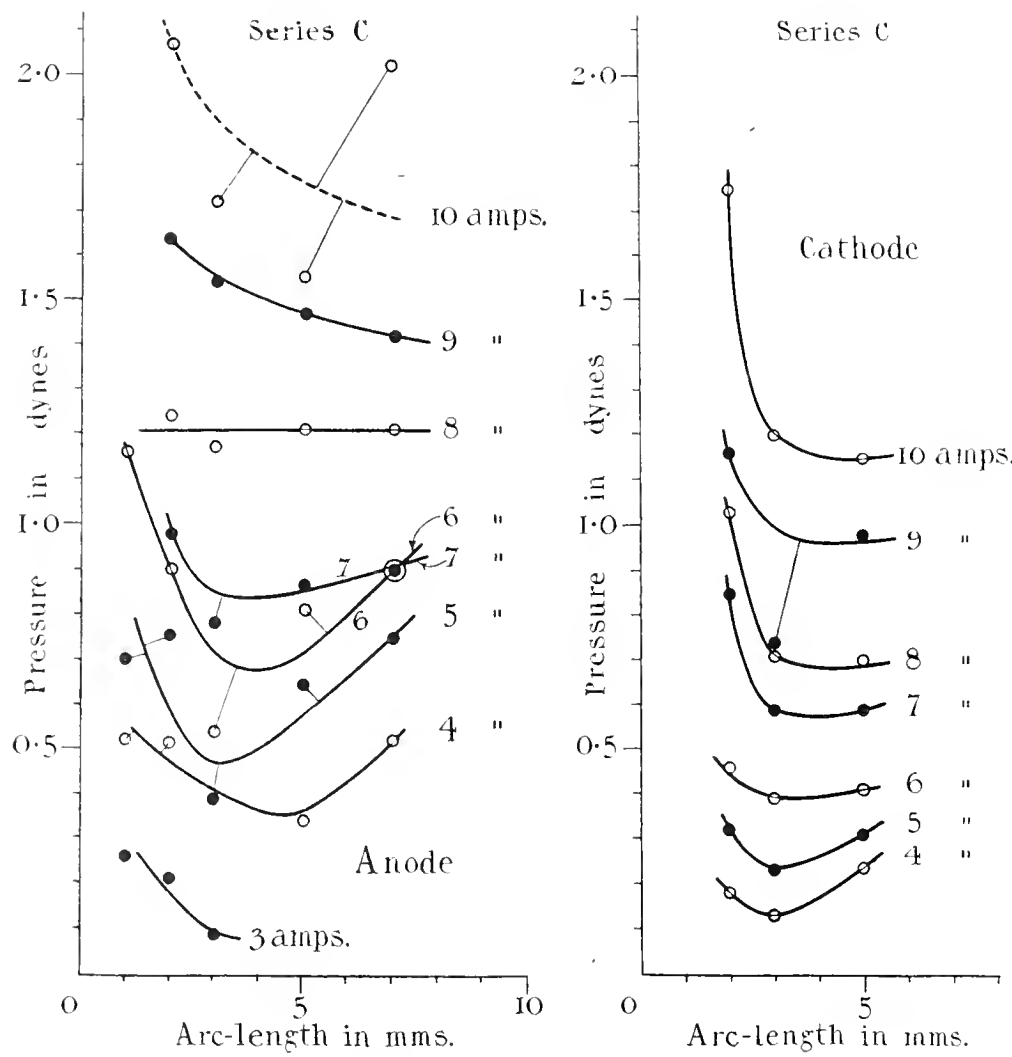 Series C
2·0
10 amps.
1·5
9 "
8 "
1·0
6 "
7
7 "
6
5 "
4 "
0·5
Anode
3 amps.
0
5
10
Arc-length in mms.
Pressure in dynes
Series C
Cathode
1·5
10 amps.
1·0
9 "
8 "
7 "
0·5
6 "
5 "
4 "
0
5
Arc-length in mms.
Pressure in dynes
2·0